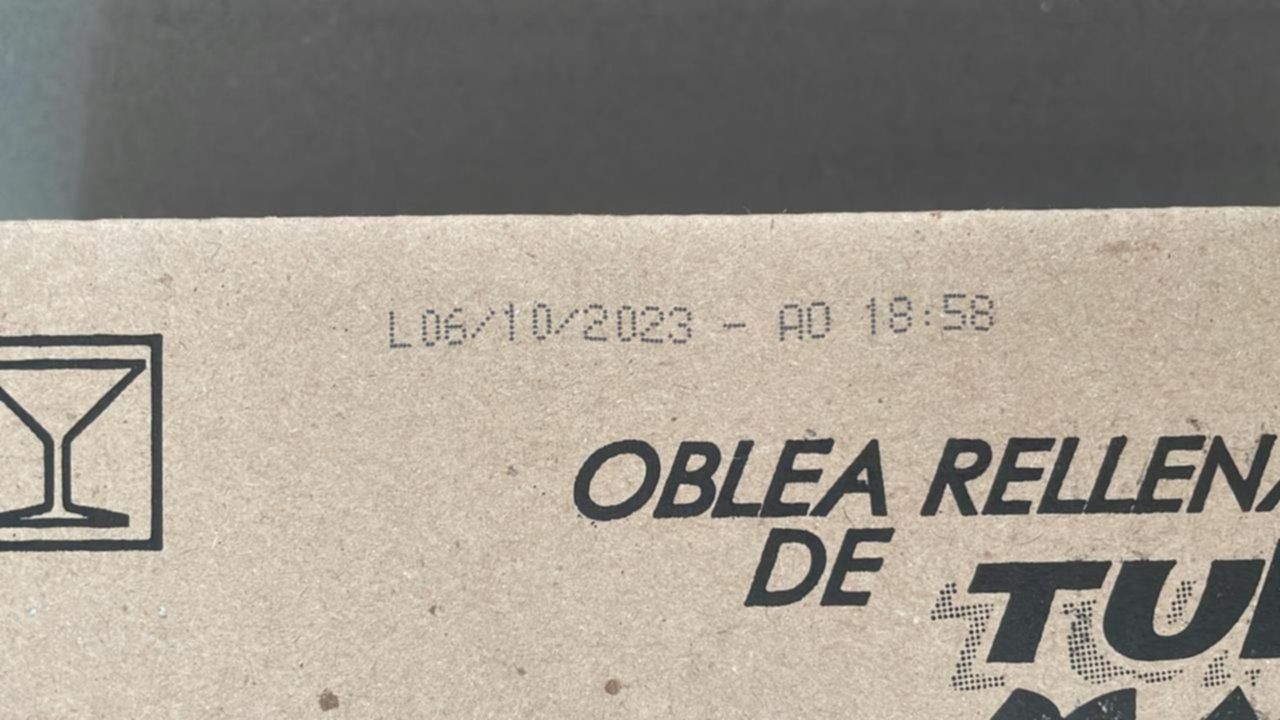 L06/10/2023 - A0 18:58
OBLEA RELLENA
DE